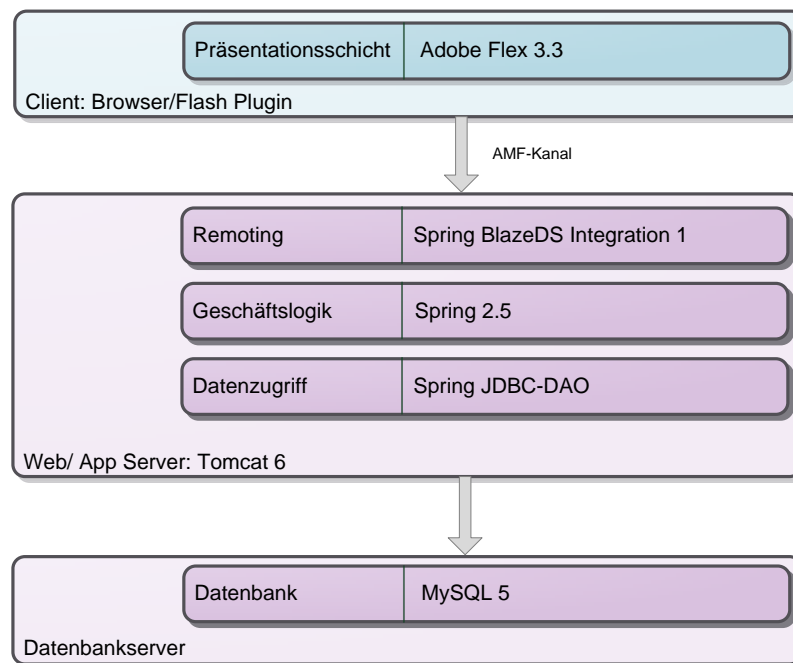 Präsentationsschicht Adobe Flex 3.3
Client: Browser/Flash Plugin
AMF-Kanal
Remoting Spring BlazeDS Integration 1
Geschäftslogik Spring 2.5
Datenzugriff Spring JDBC-DAO
Web/ App Server: Tomcat 6
Datenbank MySQL 5
Datenbankserver